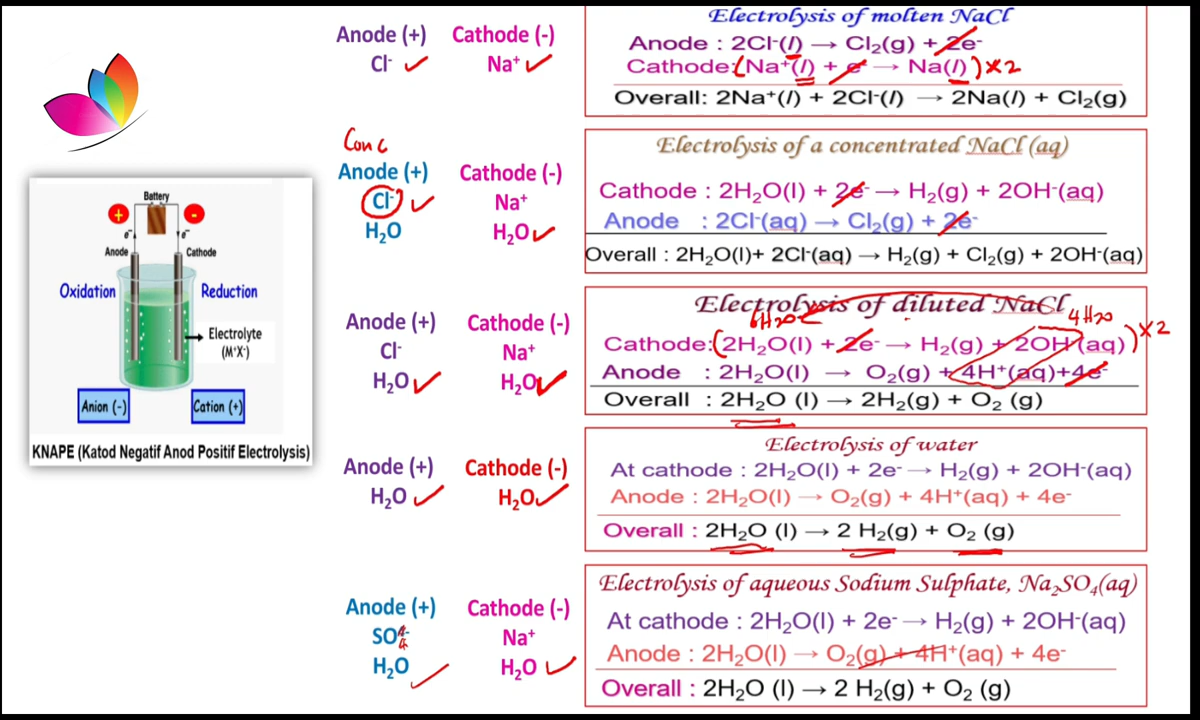 Battery
+
-
e⁻
e⁻
Anode
Cathode
Oxidation
Reduction
Electrolyte
(M⁺X⁻)
Anion (-)
Cation (+)
KNAPE (Katod Negatif Anod Positif Electrolysis)
Anode (+) Cathode (-)
Cl⁻ ✓ Na⁺ ✓
Electrolysis of molten NaCl
Anode : 2Cl⁻(l) → Cl₂(g) + 2e⁻
Cathode:(Na⁺(l) + e⁻ → Na(l))×2
Overall: 2Na⁺(l) + 2Cl⁻(l) → 2Na(l) + Cl₂(g)
Conc
Anode (+) Cathode (-)
Cl⁻ ✓ Na⁺
H₂O H₂O ✓
Electrolysis of a concentrated NaCl (aq)
Cathode : 2H₂O(l) + 2e⁻ → H₂(g) + 2OH⁻(aq)
Anode : 2Cl⁻(aq) → Cl₂(g) + 2e⁻
Overall : 2H₂O(l)+ 2Cl⁻(aq) → H₂(g) + Cl₂(g) + 2OH⁻(aq)
Anode (+) Cathode (-)
Cl⁻ Na⁺
H₂O ✓ H₂O ✓
Electrolysis of diluted NaCl
6H₂O 4H₂O
Cathode:(2H₂O(l) + 2e⁻ → H₂(g) + 2OH⁻(aq))×2
Anode : 2H₂O(l) → O₂(g) + 4H⁺(aq)+4e⁻
Overall : 2H₂O (l) → 2H₂(g) + O₂ (g)
Anode (+) Cathode (-)
H₂O ✓ H₂O ✓
Electrolysis of water
At cathode : 2H₂O(l) + 2e⁻ → H₂(g) + 2OH⁻(aq)
Anode : 2H₂O(l) → O₂(g) + 4H⁺(aq) + 4e⁻
Overall : 2H₂O (l) → 2 H₂(g) + O₂ (g)
Anode (+) Cathode (-)
SO₄²⁻ Na⁺
H₂O ✓ H₂O ✓
Electrolysis of aqueous Sodium Sulphate, Na₂SO₄(aq)
At cathode : 2H₂O(l) + 2e⁻ → H₂(g) + 2OH⁻(aq)
Anode : 2H₂O(l) → O₂(g) + 4H⁺(aq) + 4e⁻
Overall : 2H₂O (l) → 2 H₂(g) + O₂ (g)